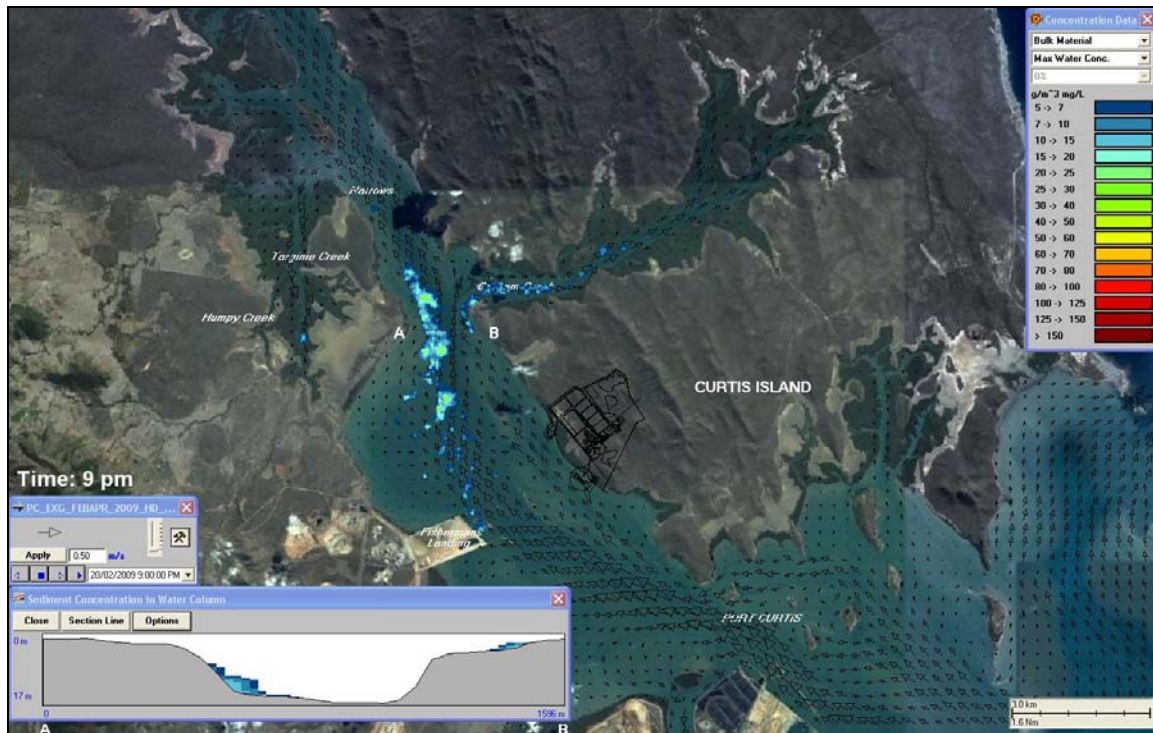 Concentration Data
Bulk Material
Max Water Conc.
0%
g/m^3 mg/L
5 -> 7
7 -> 10
10 -> 15
15 -> 20
20 -> 25
25 -> 30
30 -> 40
40 -> 50
50 -> 60
60 -> 70
70 -> 80
80 -> 100
100 -> 125
125 -> 150
> 150
Narrows
Targinie Creek
Humpy Creek
A
B
CURTIS ISLAND
Time: 9 pm
Fishermans
Landing
PORT CURTIS
PC_EXG_FEBAPR_2009_HD_...
Apply
0.50
m/s
20/02/2009 9:00:00 PM
Sediment Concentration in Water Column
Close
Section Line
Options
0 m
17 m
0
1596 m
A
B
3.0 km
1.6 Nm